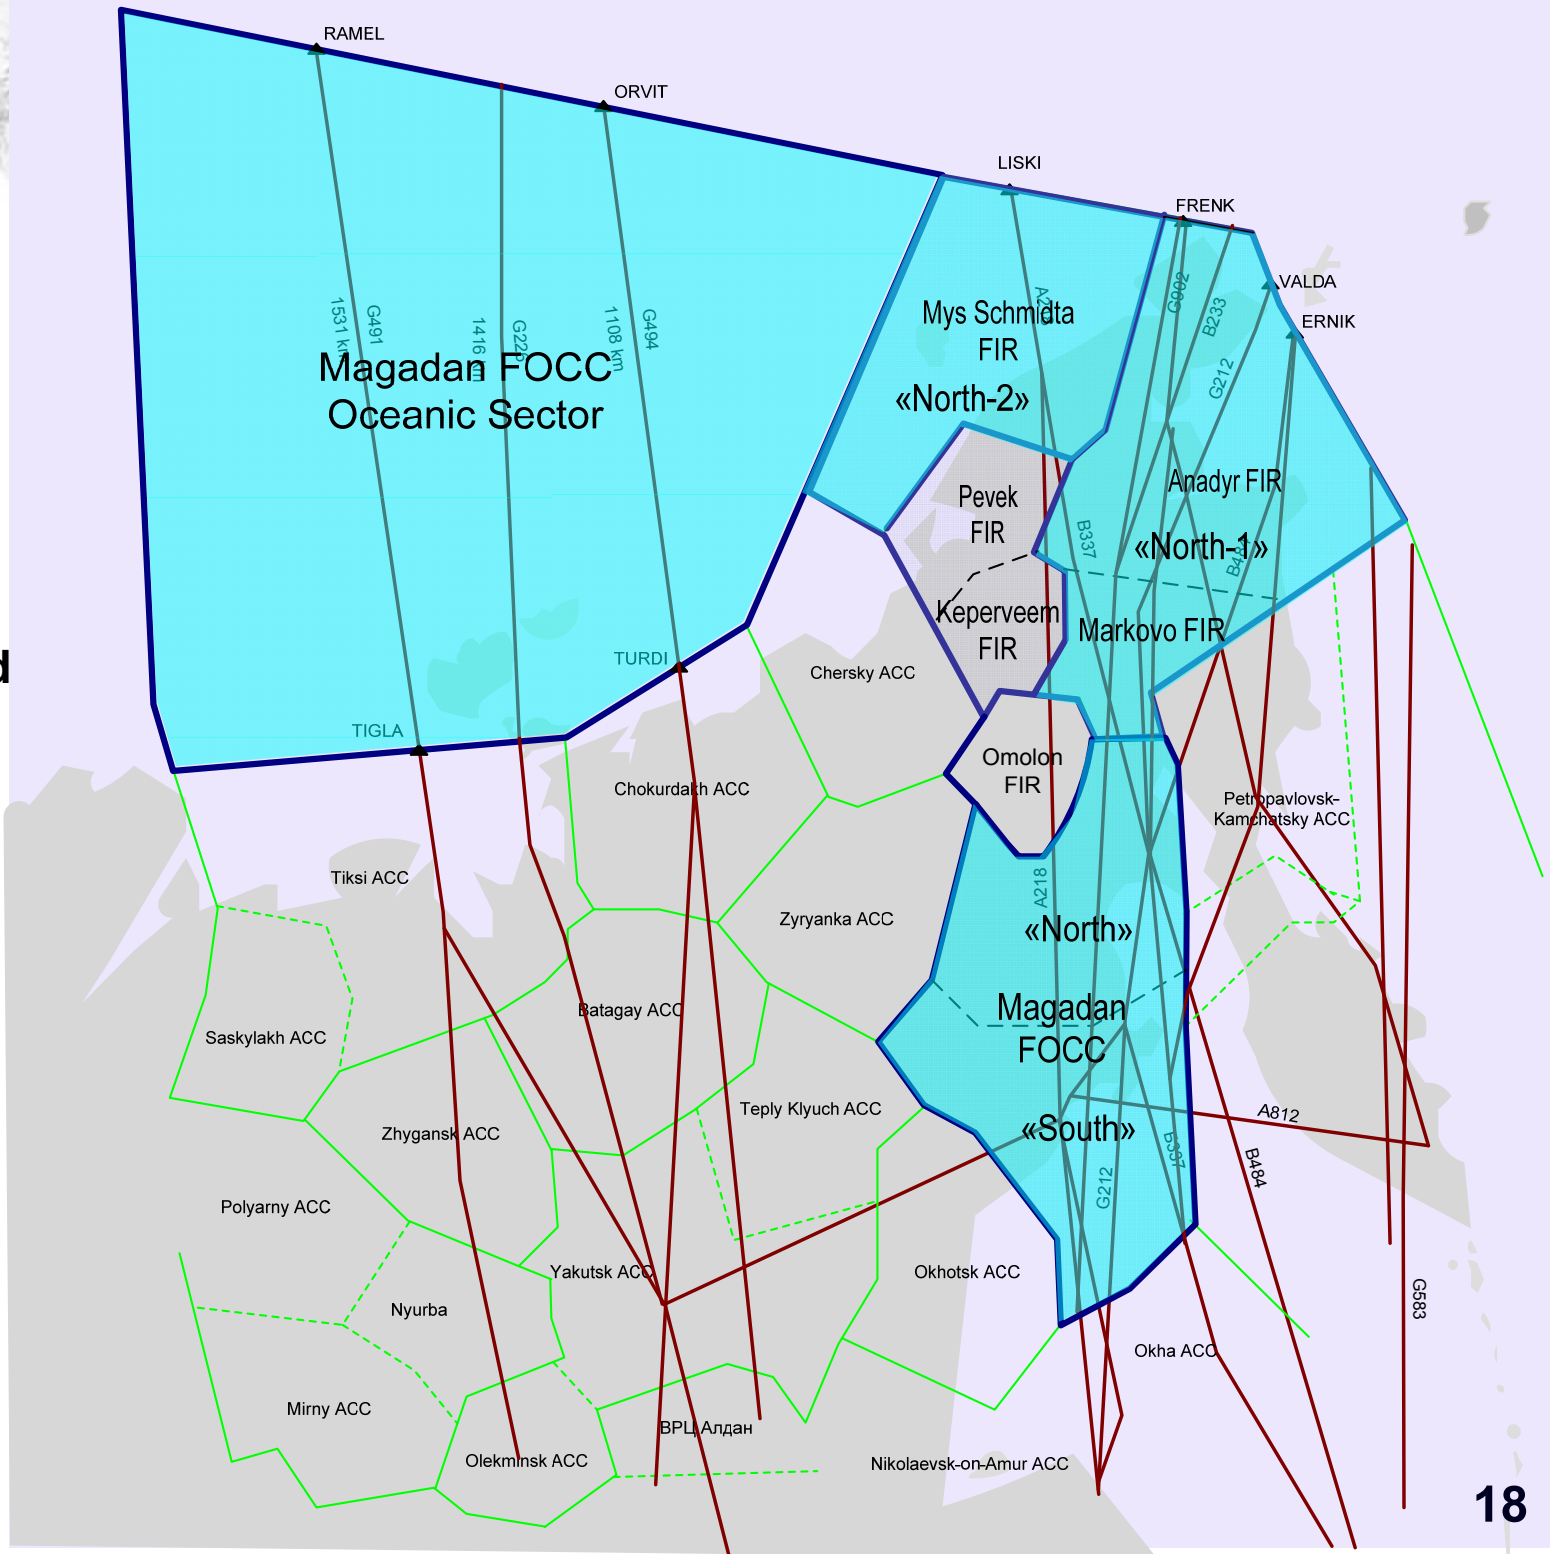 RAMEL
ORVIT
LISKI
FRENK
VALDA
ERNIK
G491
1531 km
1416 km
G494
1108 km
G902
B233
G212
Magadan FOCC
Oceanic Sector
Mys Schmidta
FIR
«North-2»
Pevek
FIR
Anadyr FIR
«North-1»
B337
B484
Keperveem
FIR
Markovo FIR
TURDI
TIGLA
Chersky ACC
Omolon
FIR
Chokurdakh ACC
Petropavlovsk-
Kamchatsky ACC
Tiksi ACC
A218
Zyryanka ACC
«North»
Batagay ACC
Magadan
FOCC
Saskylakh ACC
Teply Klyuch ACC
A812
Zhygansk ACC
«South»
B337
B484
G212
Polyarny ACC
Yakutsk ACC
Okhotsk ACC
G583
Nyurba
Okha ACC
Mirny ACC
ВРЦ Алдан
Olekminsk ACC
Nikolaevsk-on-Amur ACC
18